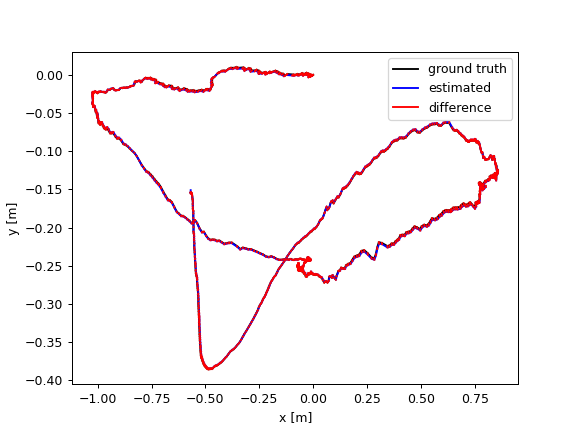 0.00
−0.05
−0.10
−0.15
−0.20
−0.25
−0.30
−0.35
−0.40
y [m]
ground truth
estimated
difference
−1.00 −0.75 −0.50 −0.25 0.00 0.25 0.50 0.75
x [m]